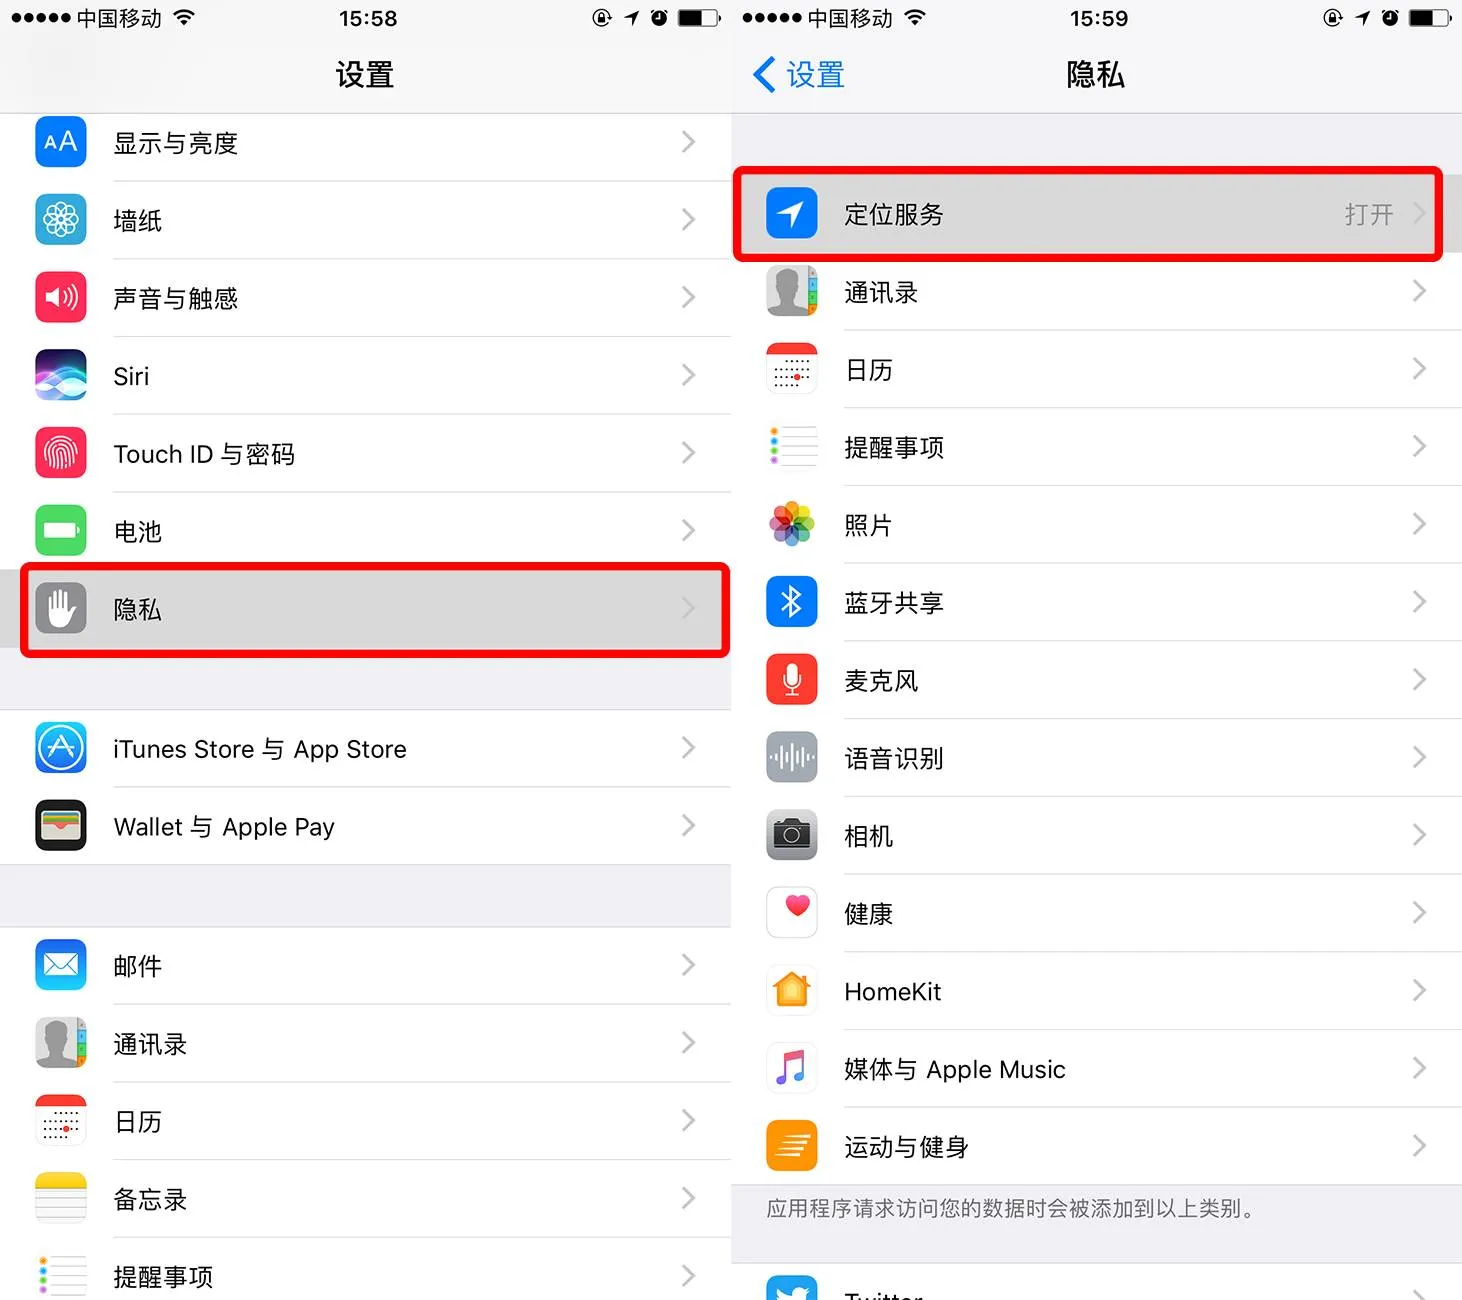 中国移动 15:58
设置
AA 显示与亮度
墙纸
声音与触感
Siri
Touch ID 与密码
电池
隐私
iTunes Store 与 App Store
Wallet 与 Apple Pay
邮件
通讯录
日历
备忘录
提醒事项
中国移动 15:59
设置 隐私
定位服务 打开
通讯录
日历
提醒事项
照片
蓝牙共享
麦克风
语音识别
相机
健康
HomeKit
媒体与 Apple Music
运动与健身
应用程序请求访问您的数据时会被添加到以上类别。
Twitter